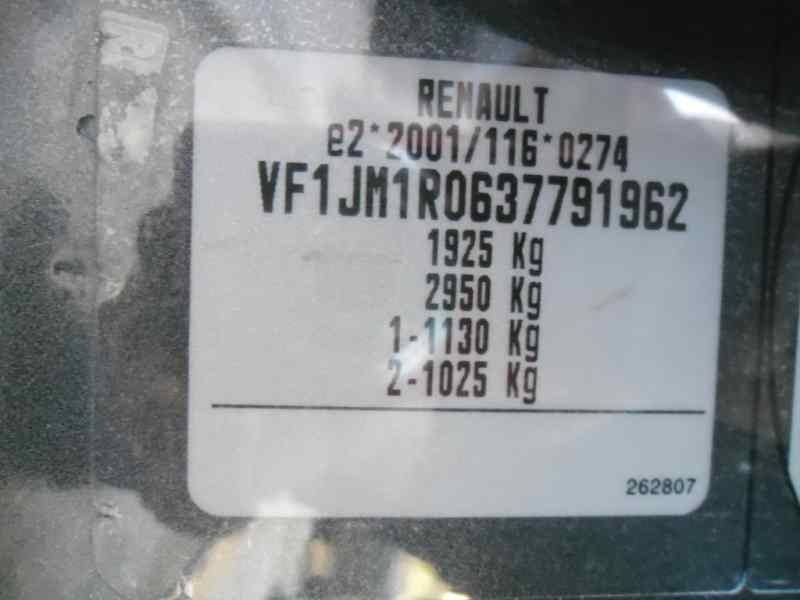 RENAULT
e2*2001/116*0274
VF1JM1R0637791962
1925 Kg
2950 Kg
1-1130 Kg
2-1025 Kg
262807